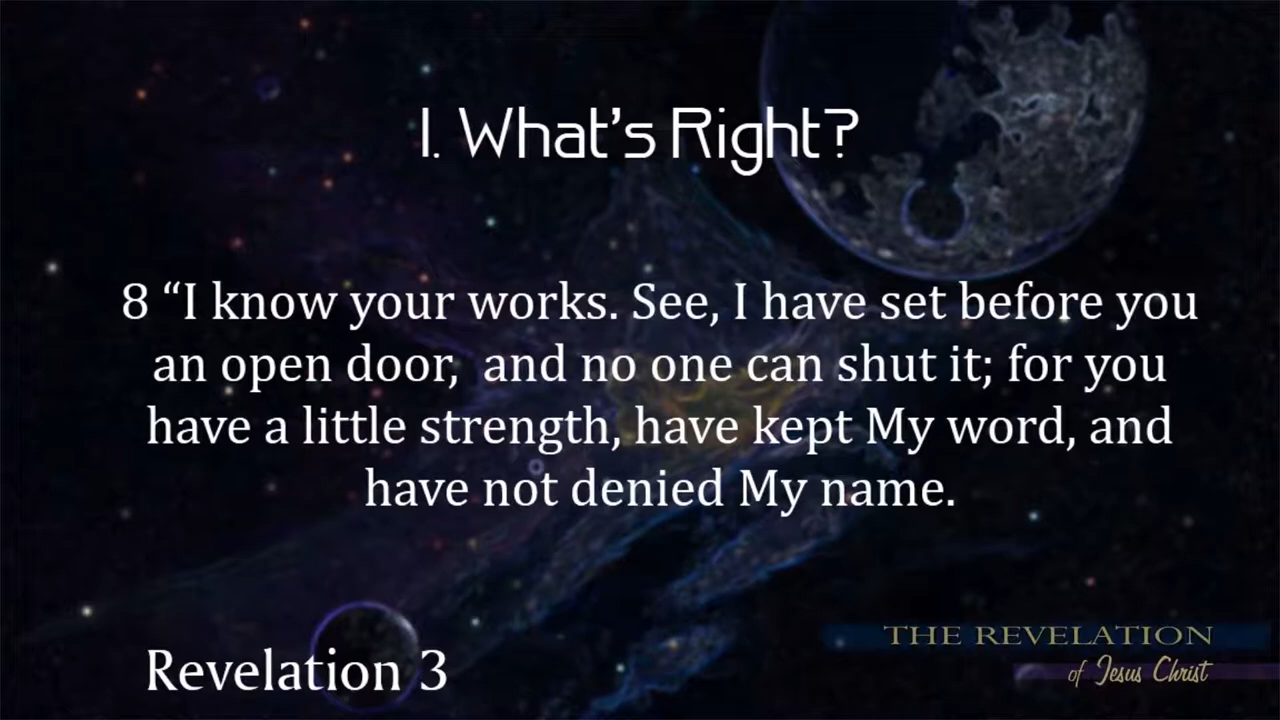 I. What’s Right?
8 “I know your works. See, I have set before you
an open door,  and no one can shut it; for you
have a little strength, have kept My word, and
have not denied My name.
Revelation 3
THE REVELATION
of Jesus Christ